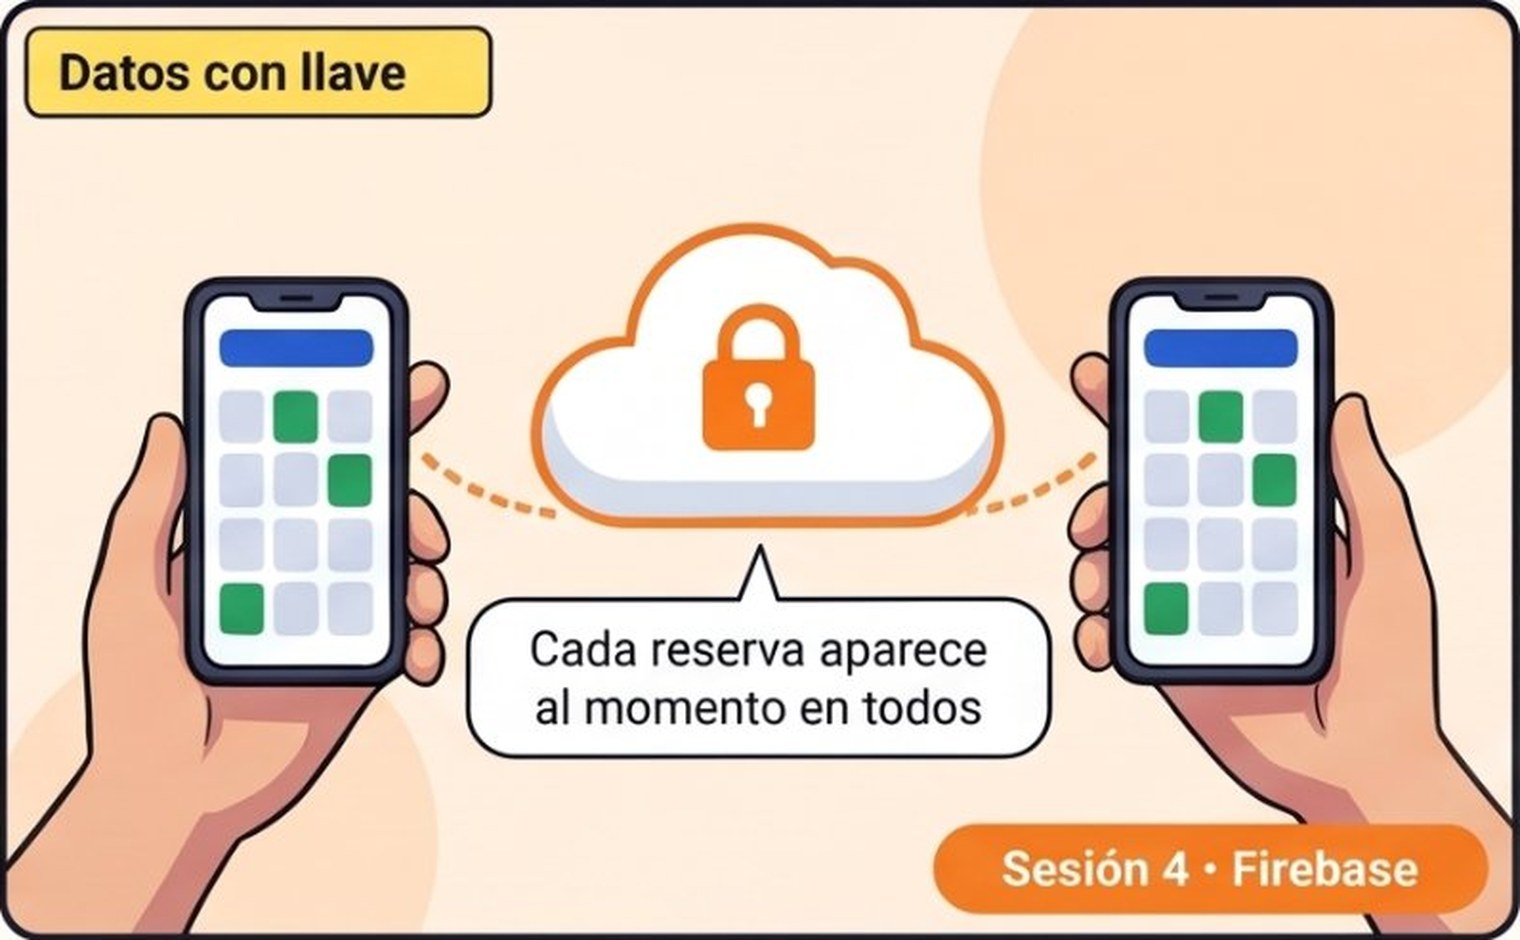 Datos con llave
Cada reserva aparece
al momento en todos
Sesión 4 • Firebase